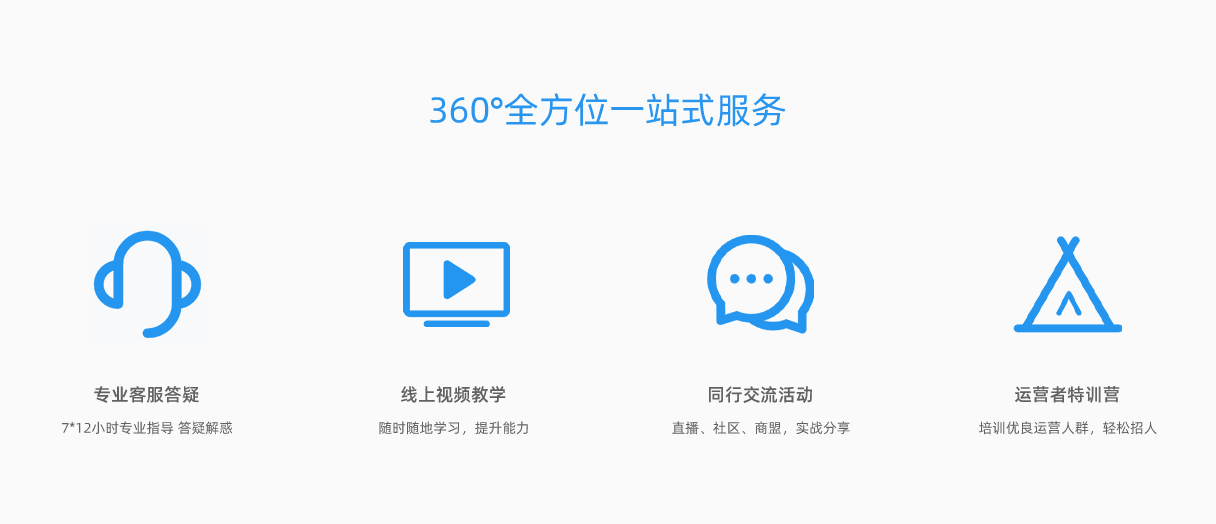 360°全方位一站式服务
专业客服答疑
7*12小时专业指导 答疑解惑
线上视频教学
随时随地学习，提升能力
同行交流活动
直播、社区、商盟，实战分享
运营者特训营
培训优良运营人群，轻松招人